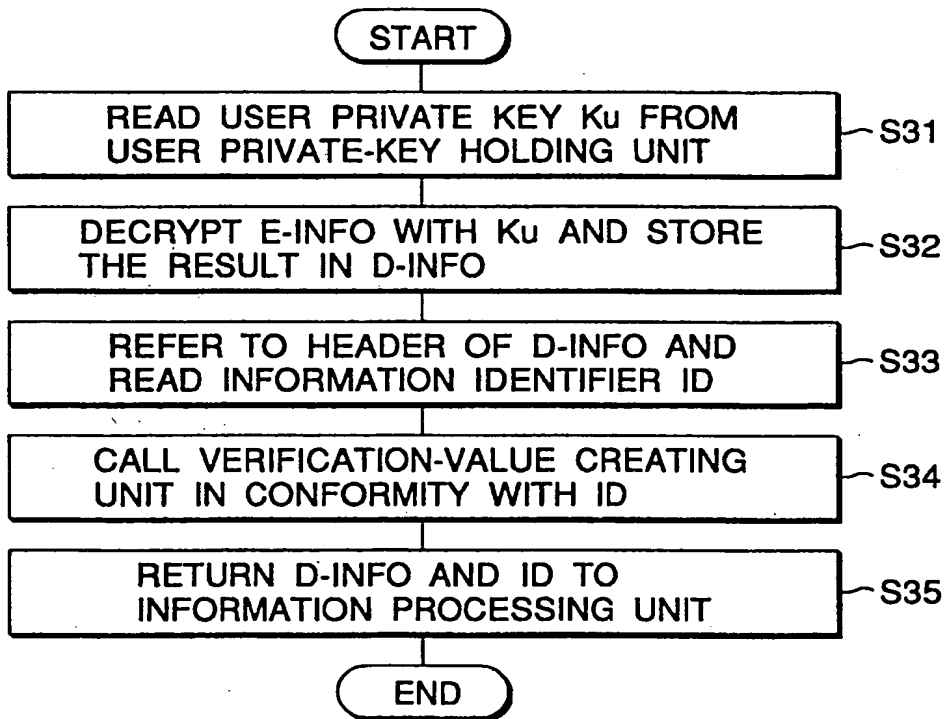 START
READ USER PRIVATE KEY Ku FROM
USER PRIVATE-KEY HOLDING UNIT
S31
DECRYPT E-INFO WITH Ku AND STORE
THE RESULT IN D-INFO
S32
REFER TO HEADER OF D-INFO AND
READ INFORMATION IDENTIFIER ID
S33
CALL VERIFICATION-VALUE CREATING
UNIT IN CONFORMITY WITH ID
S34
RETURN D-INFO AND ID TO
INFORMATION PROCESSING UNIT
S35
END